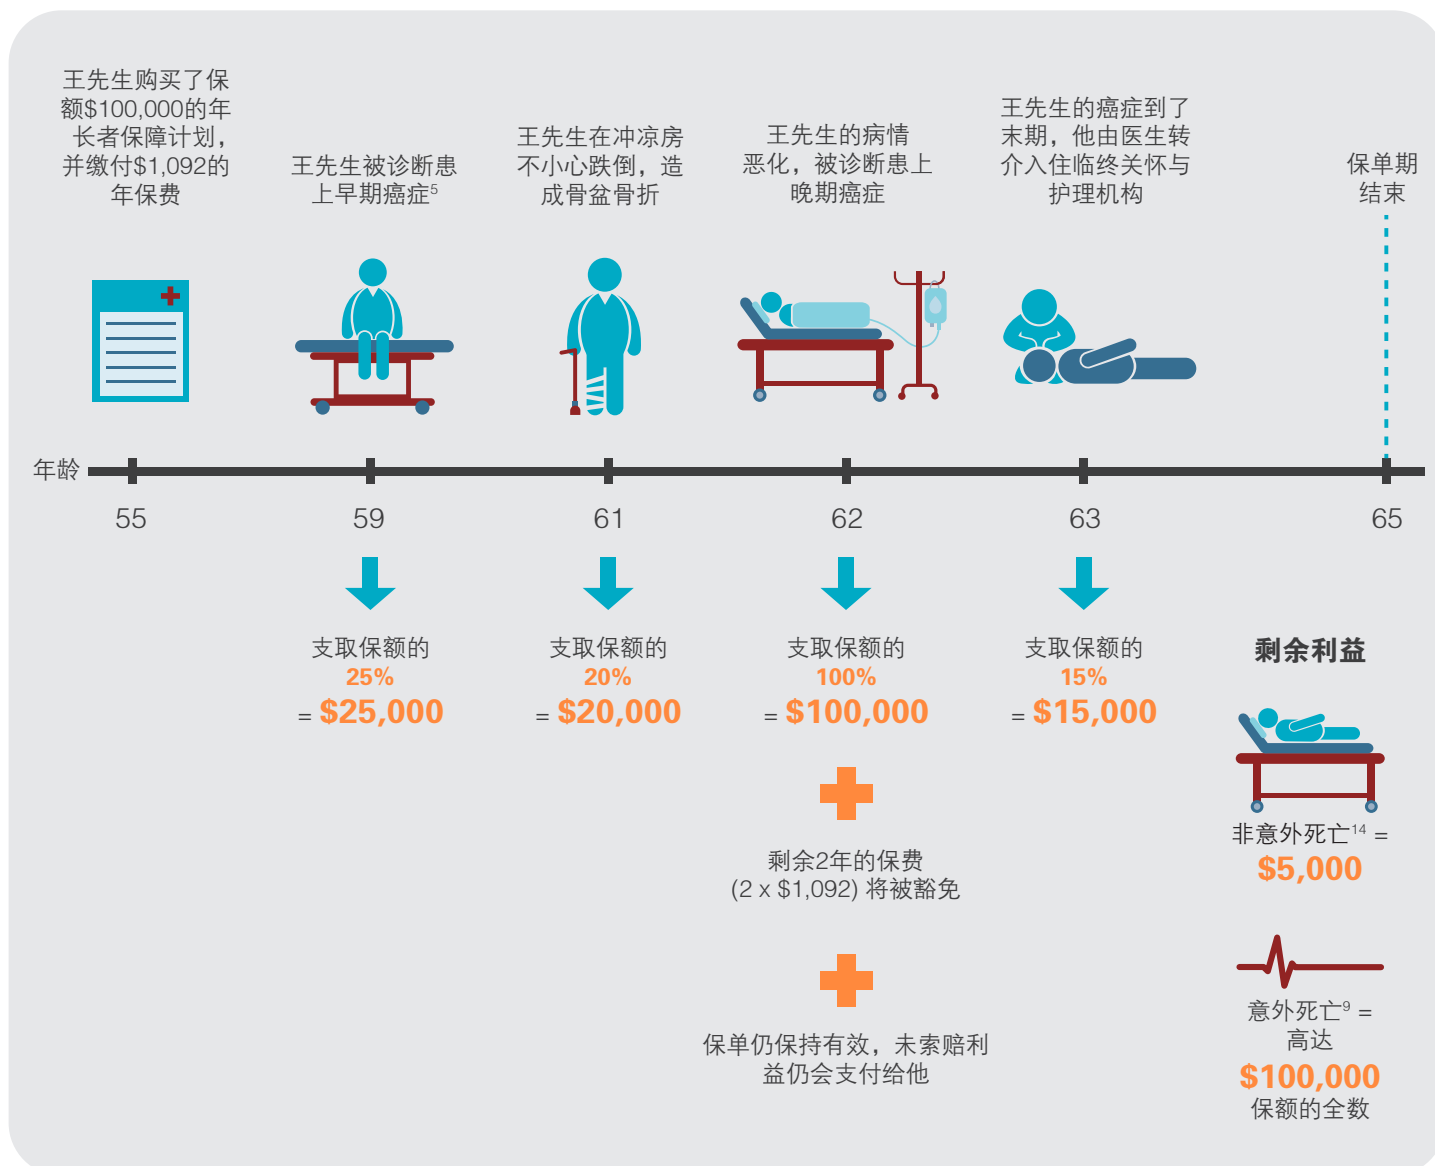 王先生购买了保
额$100,000的年
长者保障计划，
并缴付$1,092的
年保费
王先生被诊断患
上早期癌症5
王先生在冲凉房
不小心跌倒，造
成骨盆骨折
王先生的病情
恶化，被诊断患上
晚期癌症
王先生的癌症到了
末期，他由医生转
介入住临终关怀与
护理机构
保单期
结束
年龄
55
59
61
62
63
65
支取保额的
25%
= $25,000
支取保额的
20%
= $20,000
支取保额的
100%
= $100,000
剩余2年的保费
(2 x $1,092) 将被豁免
保单仍保持有效，未索赔利
益仍会支付给他
支取保额的
15%
= $15,000
剩余利益
非意外死亡14 =
$5,000
意外死亡9 =
高达
$100,000
保额的全数